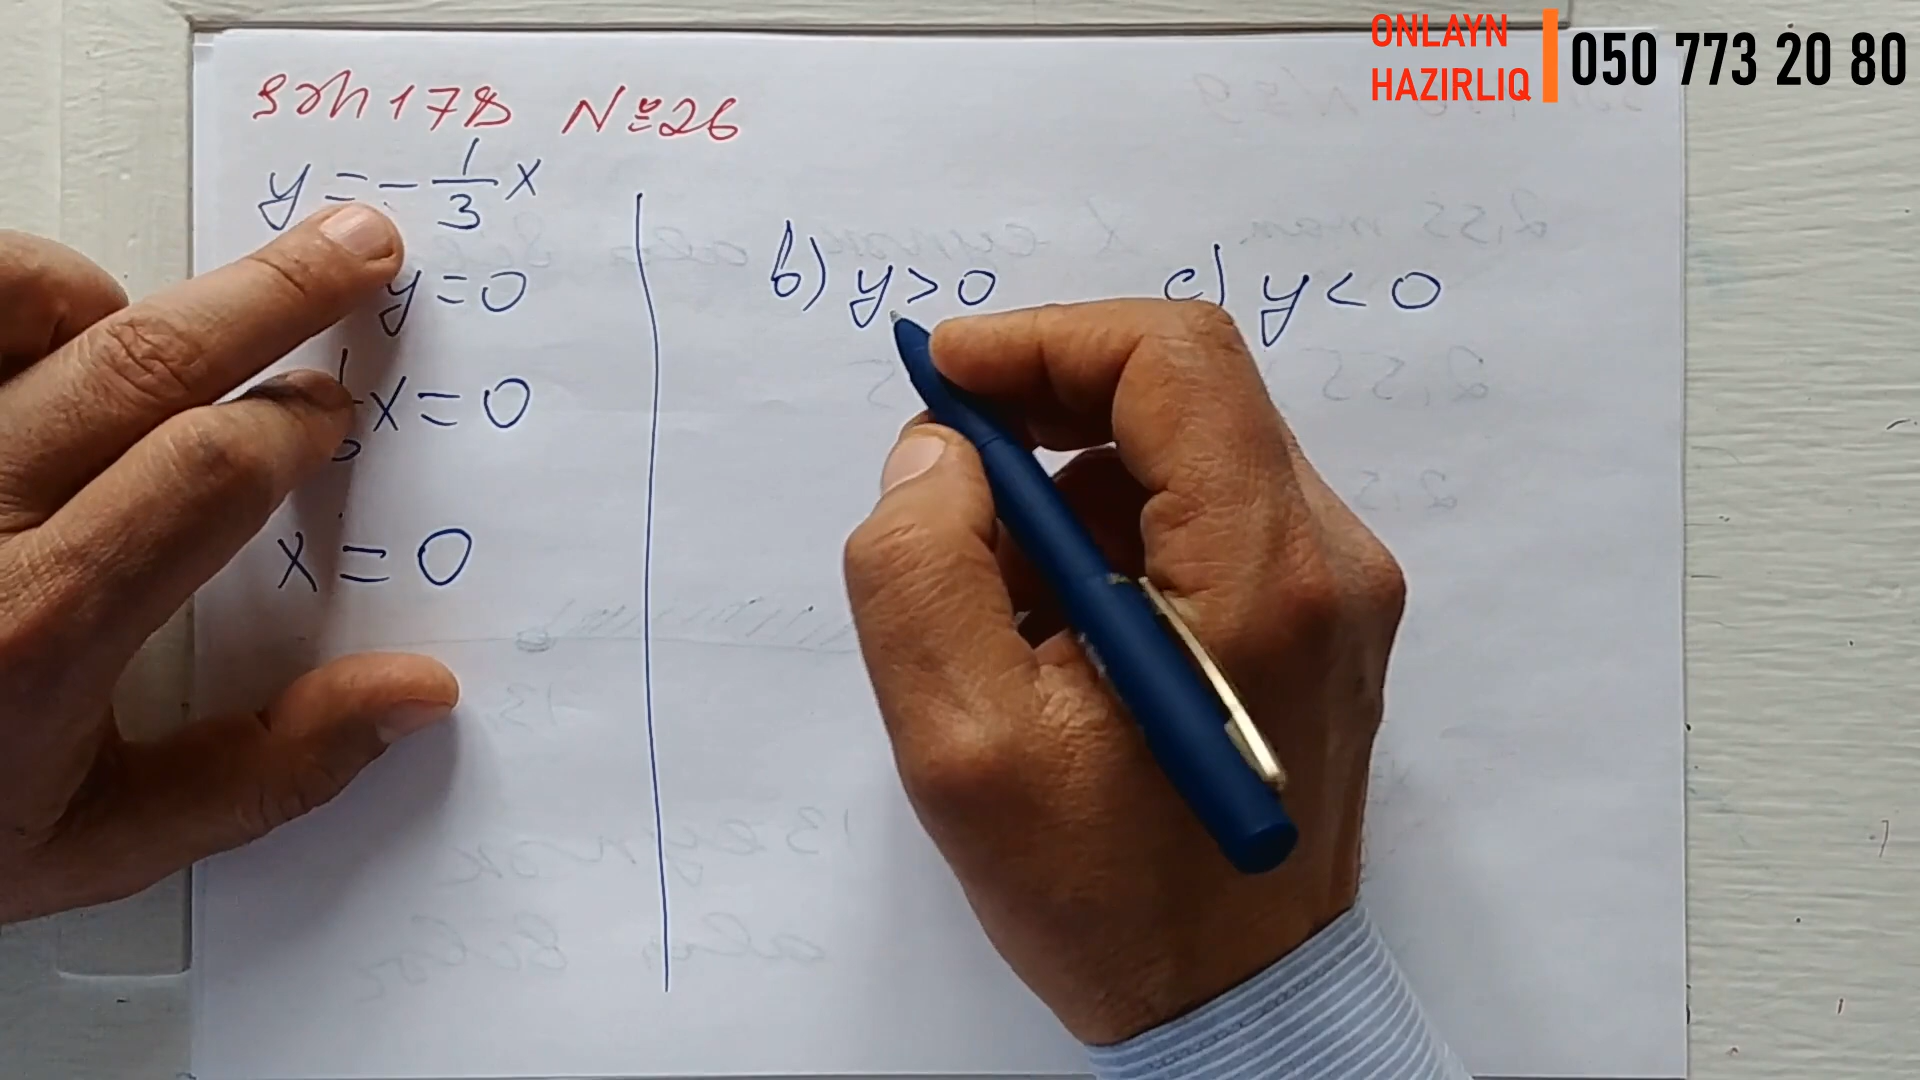 ONLAYN
HAZIRLIQ
050 773 20 80
səh 178 №26
y = - 1/3 x
y = 0
x = 0
x = 0
b) y > 0
c) y < 0